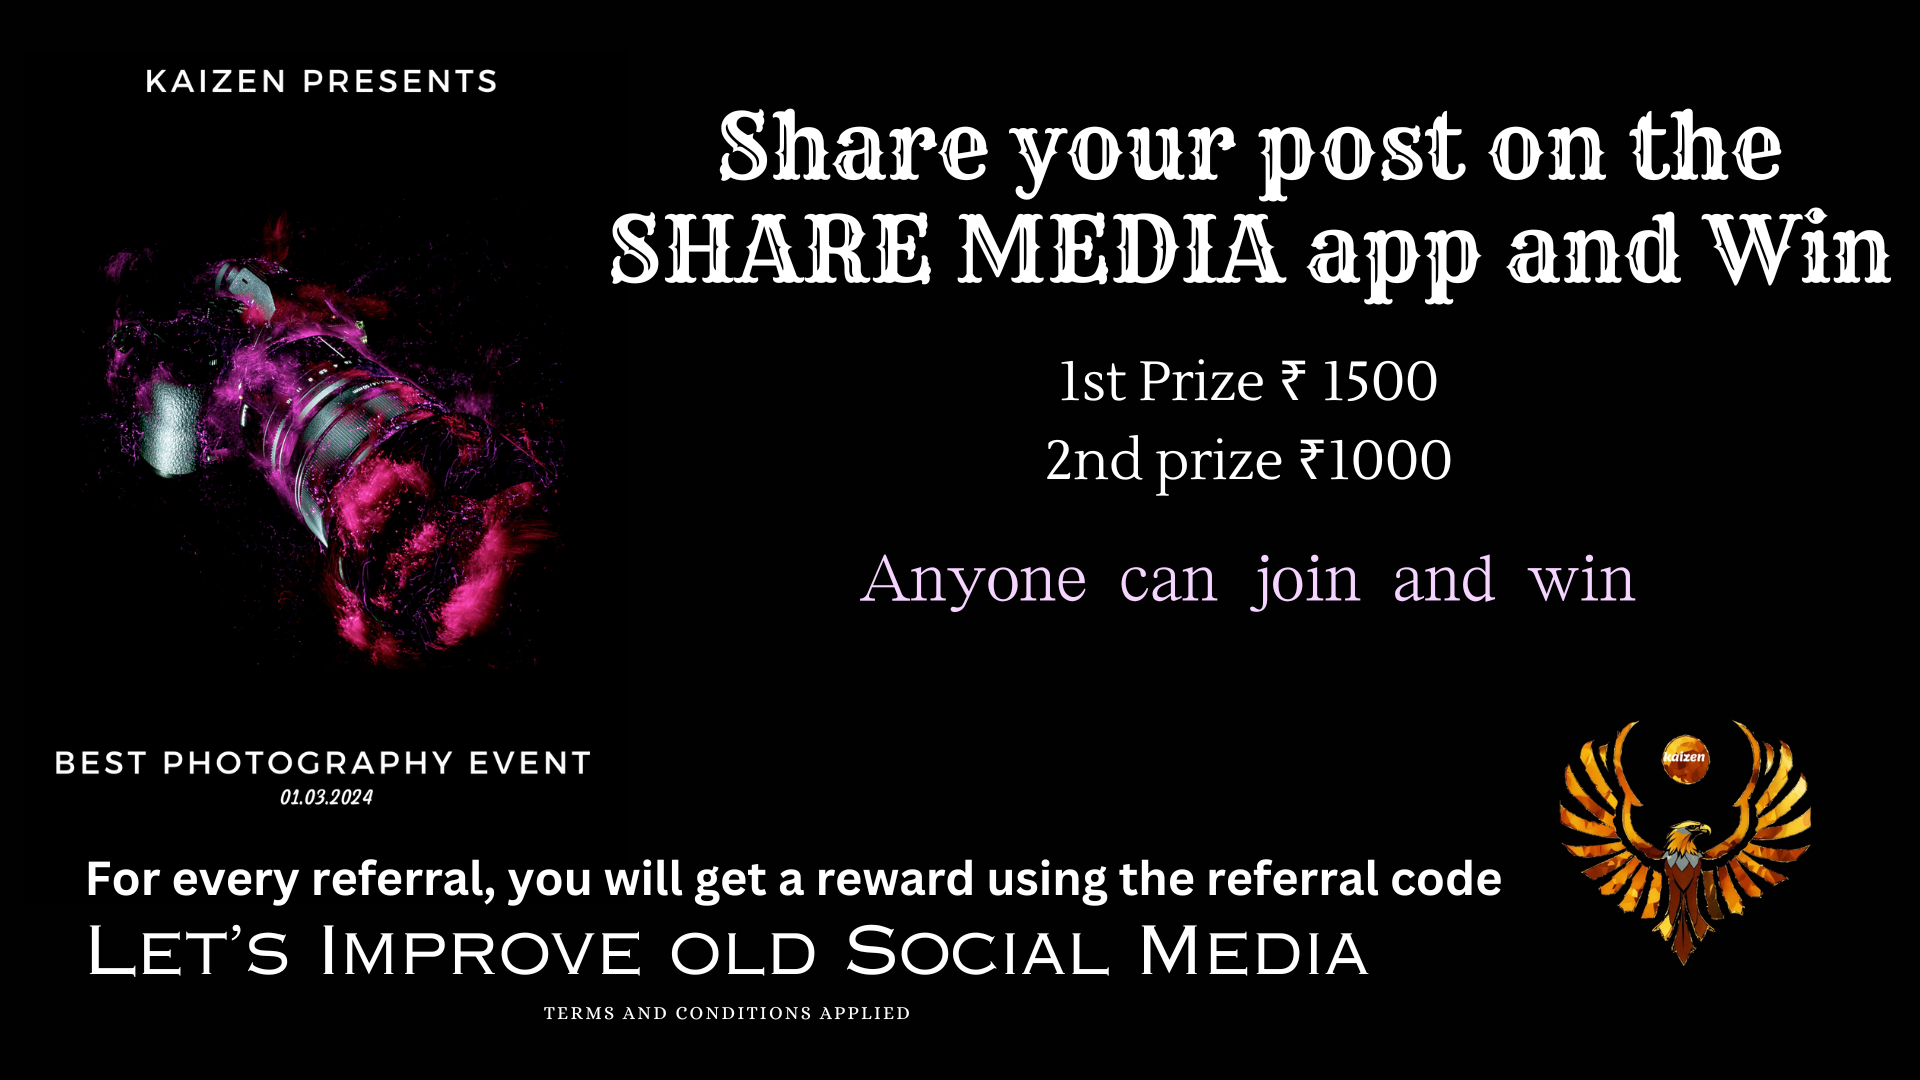 KAIZEN PRESENTS
Share your post on the
SHARE MEDIA app and Win
1st Prize ₹ 1500
2nd prize ₹1000
Anyone can join and win
BEST PHOTOGRAPHY EVENT
01.03.2024
kaizen
For every referral, you will get a reward using the referral code
LET'S IMPROVE OLD SOCIAL MEDIA
TERMS AND CONDITIONS APPLIED